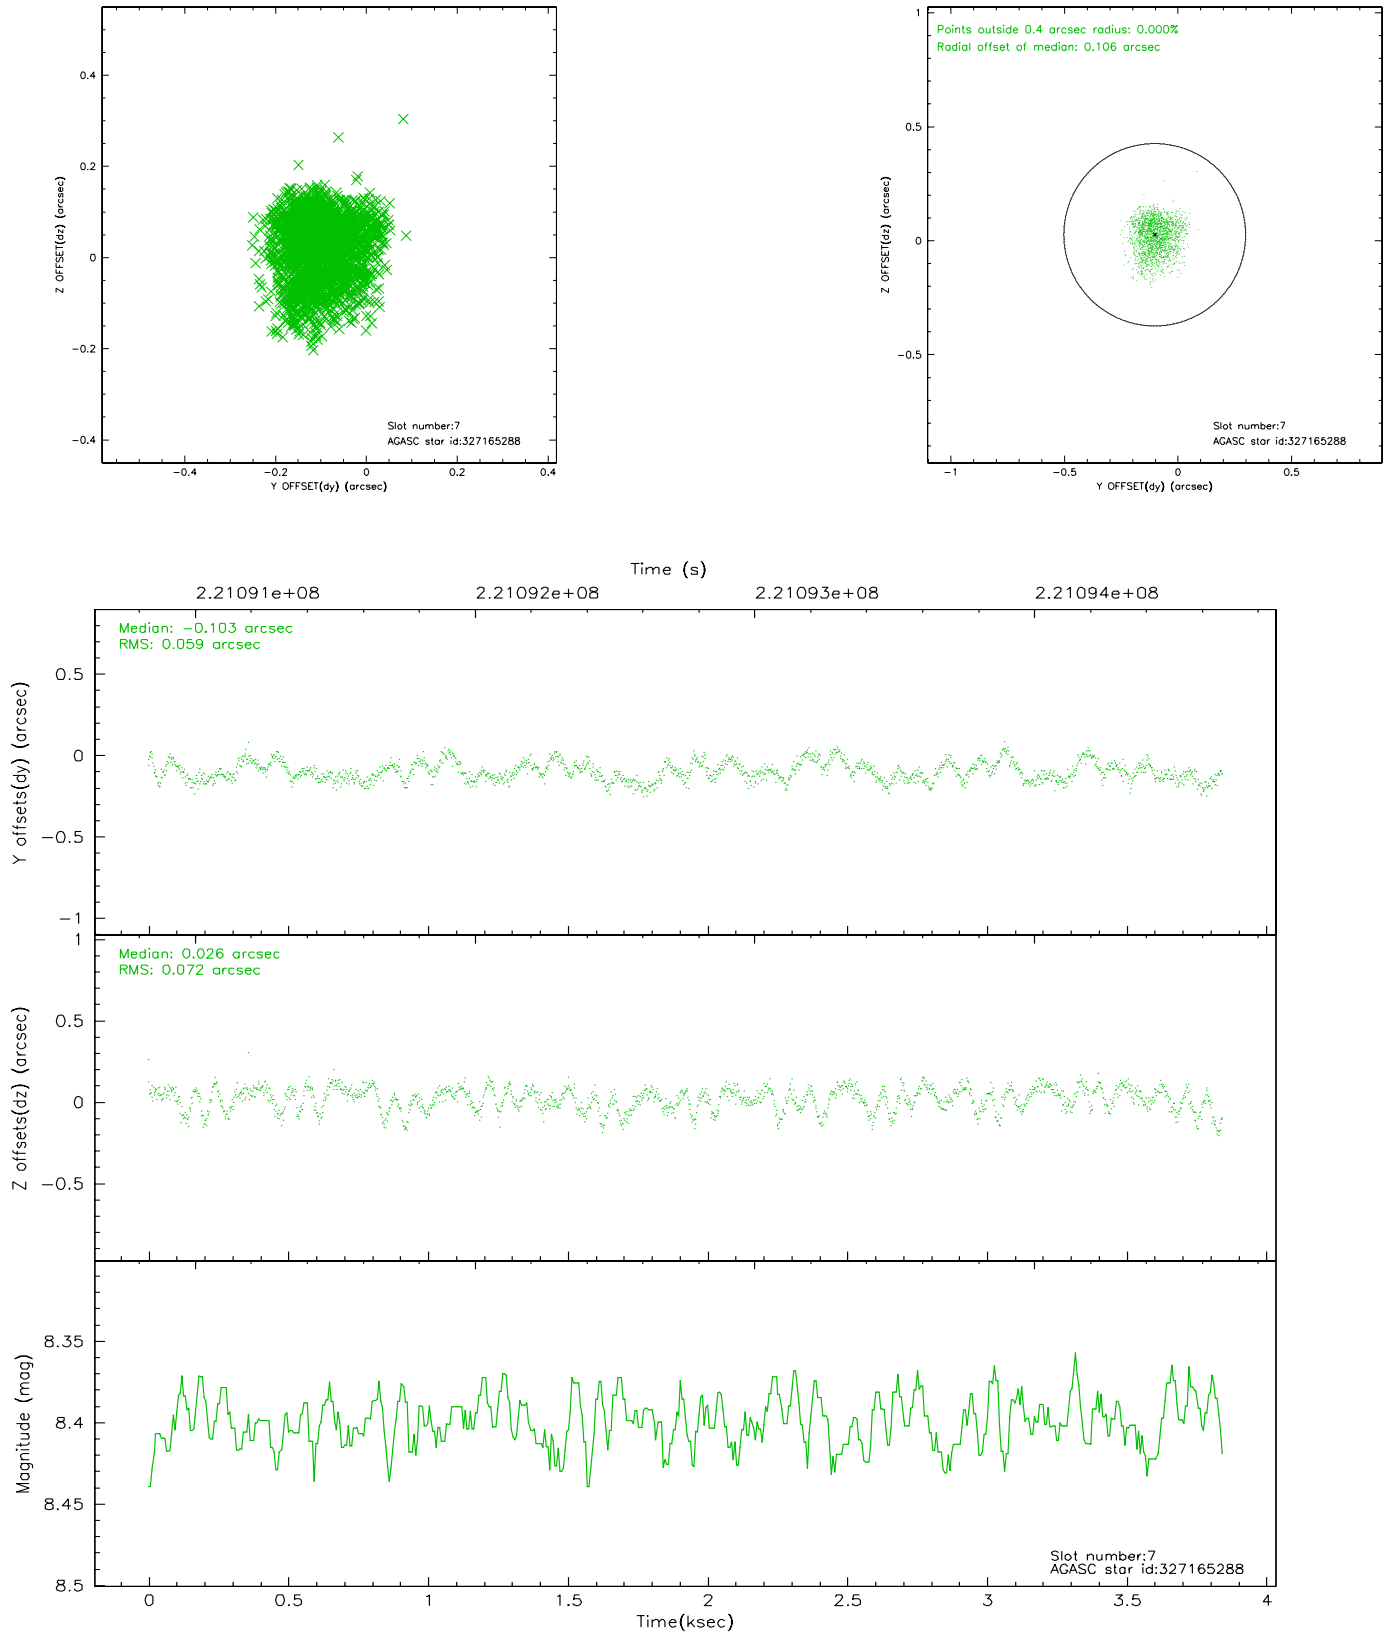 0.4
0.2
0
−0.2
−0.4
Z OFFSET(dz) (arcsec)
Slot number:7
AGASC star id:327165288
−0.4 −0.2 0 0.2 0.4
Y OFFSET(dy) (arcsec)
Points outside 0.4 arcsec radius: 0.000%
Radial offset of median: 0.106 arcsec
1
0.5
0
−0.5
Z OFFSET(dz) (arcsec)
Slot number:7
AGASC star id:327165288
−1 −0.5 0 0.5
Y OFFSET(dy) (arcsec)
Time (s)
2.21091e+08 2.21092e+08 2.21093e+08 2.21094e+08
Median: −0.103 arcsec
RMS: 0.059 arcsec
0.5
0
−0.5
−1
Y offsets(dy) (arcsec)
Median: 0.026 arcsec
RMS: 0.072 arcsec
1
0.5
0
−0.5
Z offsets(dz) (arcsec)
8.35
8.4
8.45
8.5
Magnitude (mag)
Slot number:7
AGASC star id:327165288
0 0.5 1 1.5 2 2.5 3 3.5 4
Time(ksec)